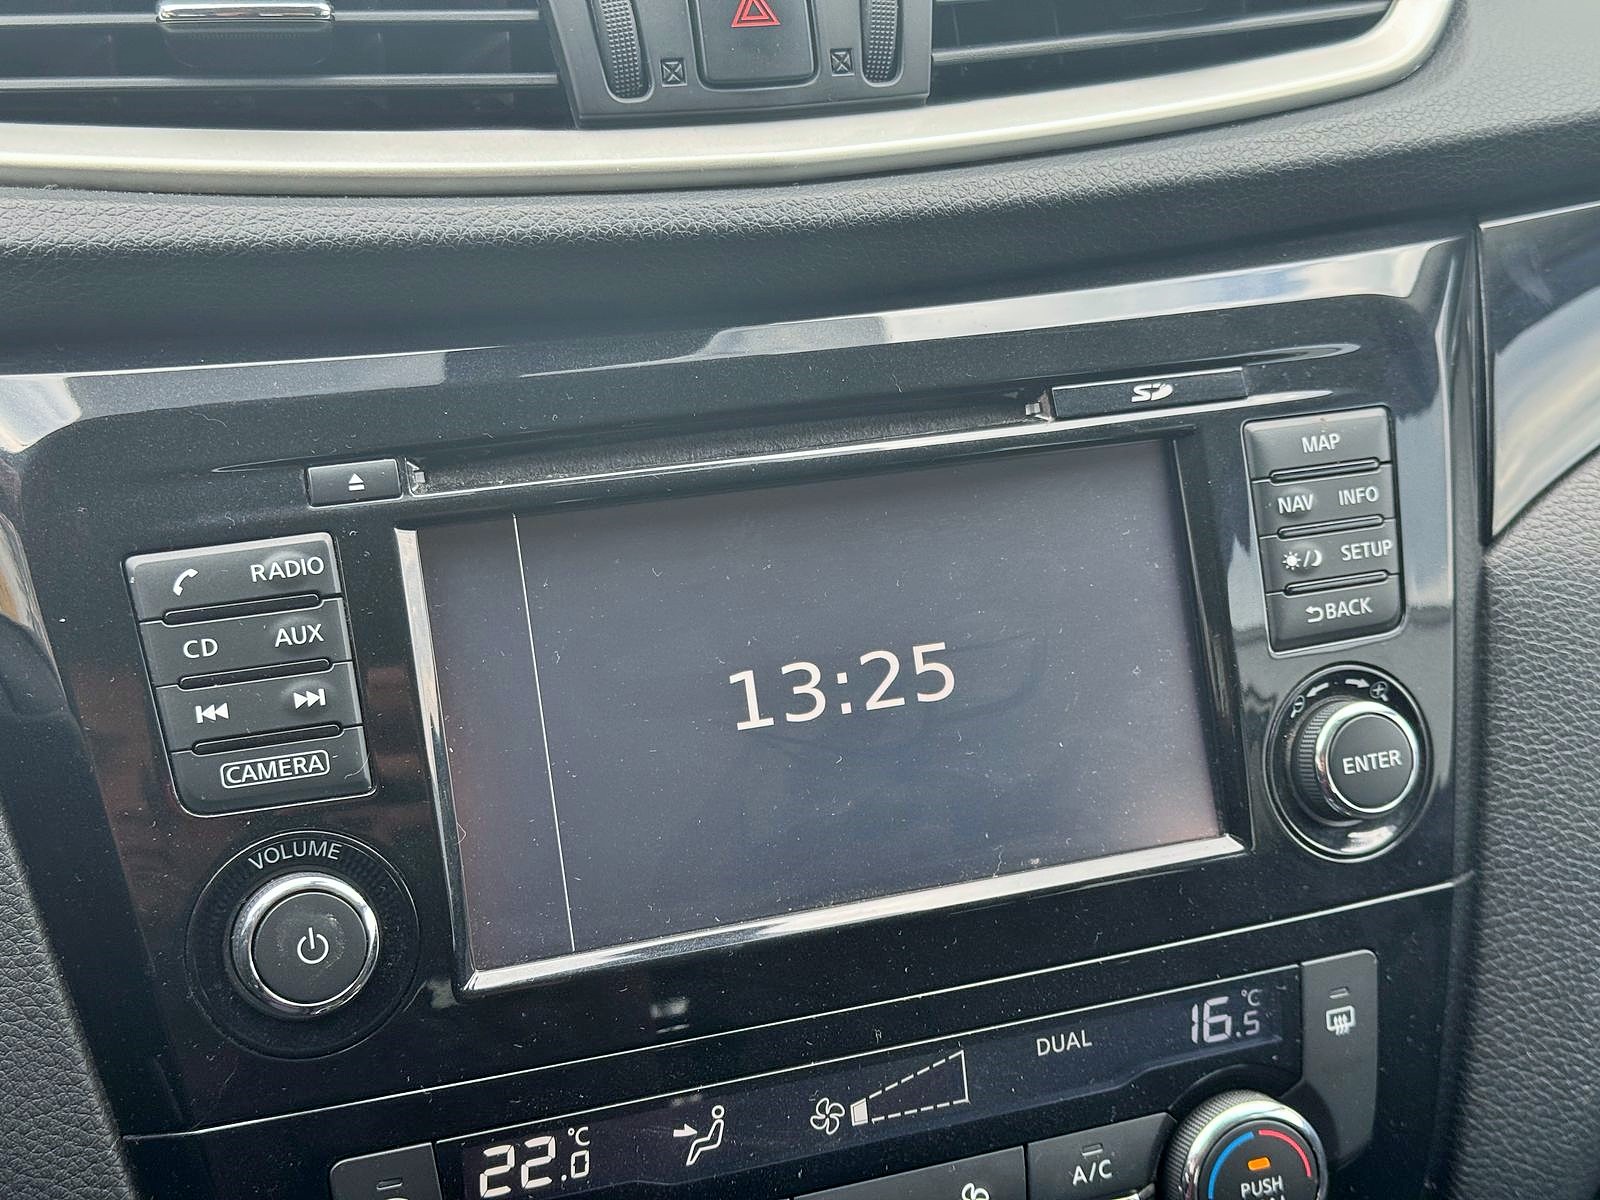 SD
MAP
NAV INFO
SETUP
BACK
RADIO
CD AUX
CAMERA
13:25
ENTER
VOLUME
DUAL
16.5 °C
22.0 °C
A/C
PUSH